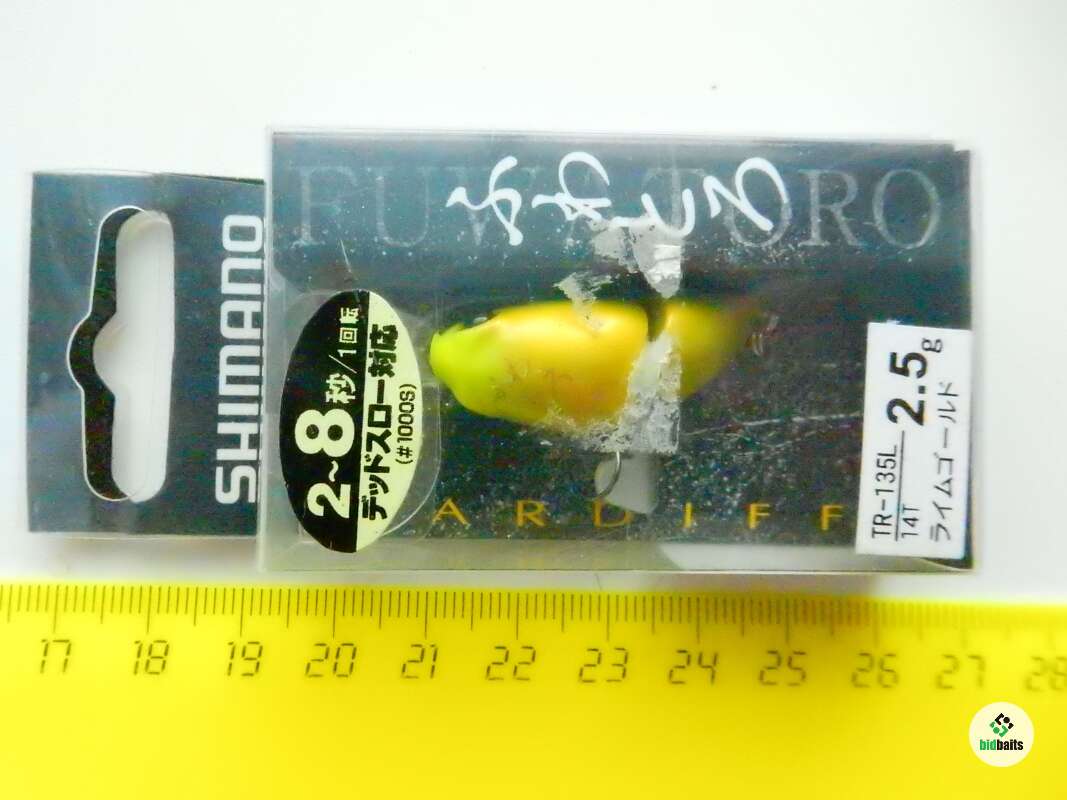 SHIMANO
FUWATORO
ふわとろ
2~8秒/1回転
デッドスロー対応
(#1000S)
ARDIFF
TR-135L
14T
2.5g
ライムゴールド
17 18 19 20 21 22 23 24 25 26 27 28
bidbaits